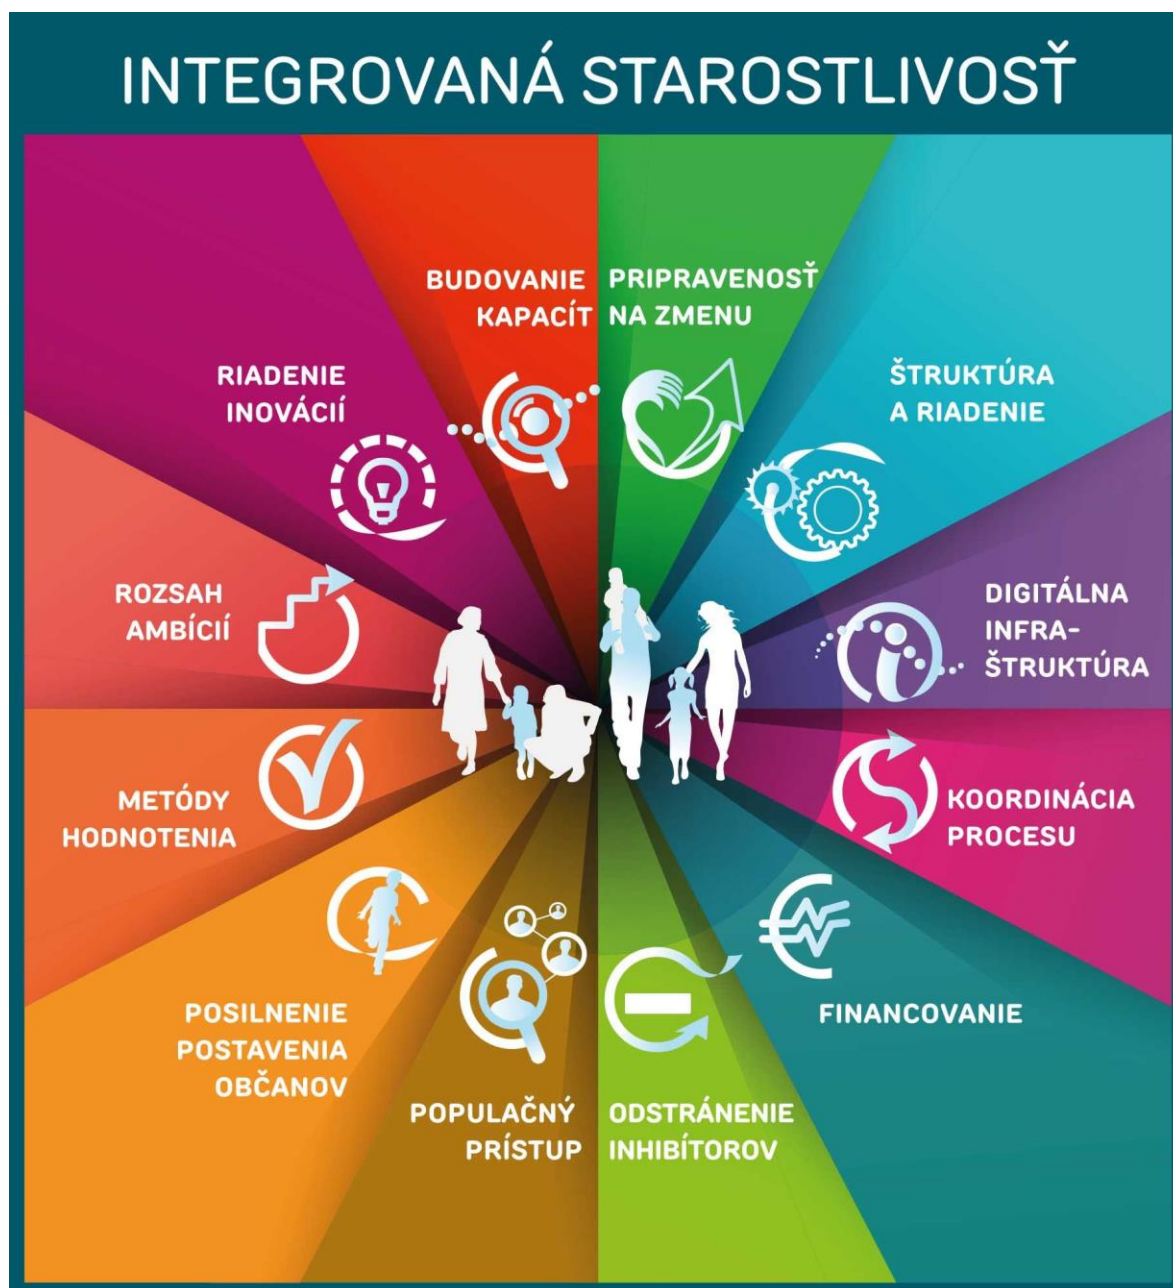 INTEGROVANÁ STAROSTLIVOSŤ
BUDOVANIE
KAPACÍT
PRIPRAVENOSŤ
NA ZMENU
RIADENIE
INOVÁCIÍ
ŠTRUKTÚRA
A RIADENIE
ROZSAH
AMBÍCIÍ
DIGITÁLNA
INFRA-
ŠTRUKTÚRA
METÓDY
HODNOTENIA
KOORDINÁCIA
PROCESU
POSILNENIE
POSTAVENIA
OBČANOV
FINANCOVANIE
POPULAČNÝ
PRÍSTUP
ODSTRÁNENIE
INHIBÍTOROV